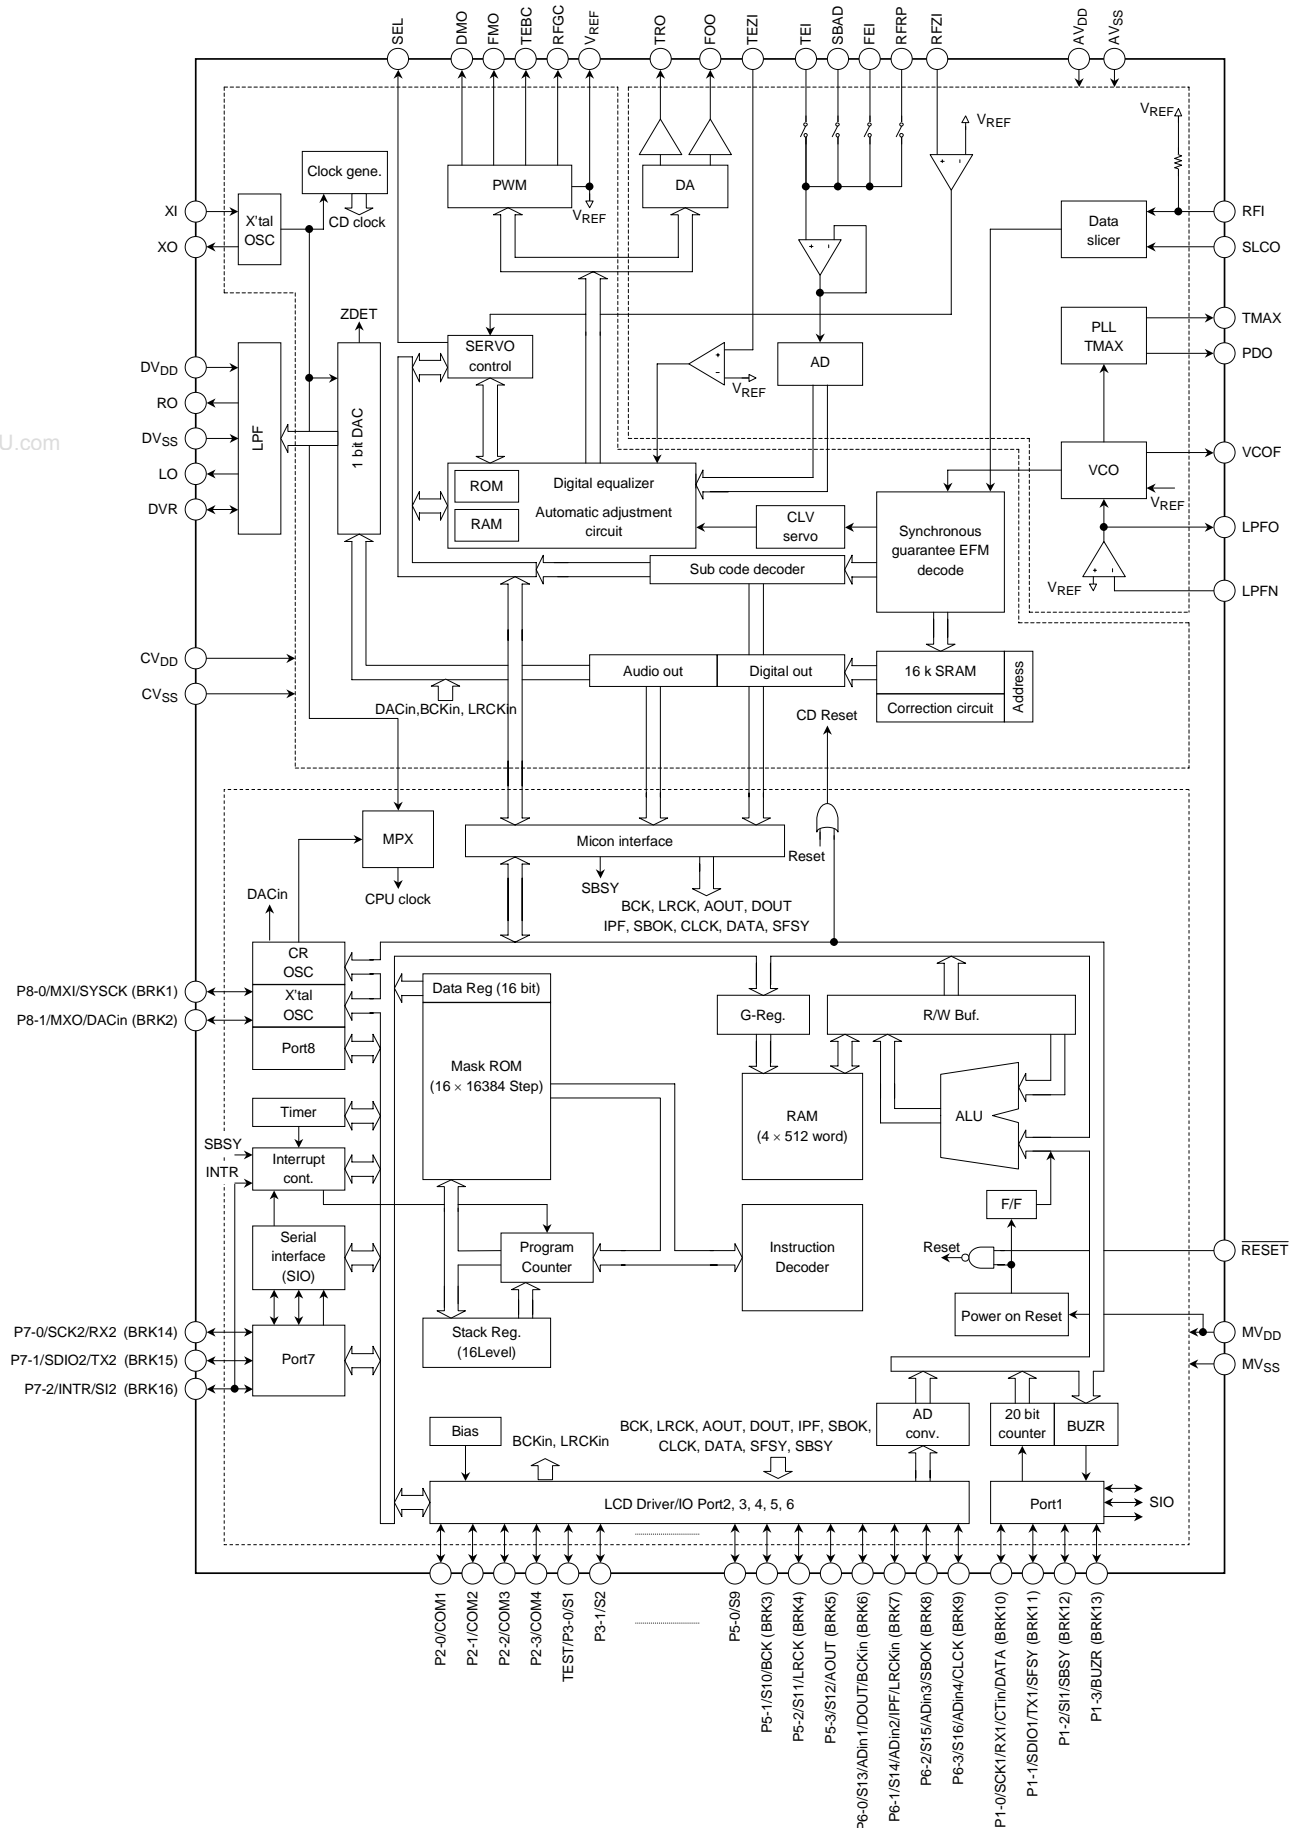 SEL
DMO
FMO
TEBC
RFGC
VREF
TRO
FOO
TEZI
TEI
SBAD
FEI
RFRP
RFZI
AVDD
AVSS
VREF
VREF
Clock gene.
CD clock
PWM
VREF
DA
XI
XO
X'tal
OSC
Data
slicer
RFI
SLCO
ZDET
SERVO
control
VREF
AD
PLL
TMAX
TMAX
PDO
DVDD
RO
DVSS
LO
DVR
LPF
1 bit DAC
U.com
ROM
RAM
Digital equalizer
Automatic adjustment
circuit
CLV
servo
Synchronous
guarantee EFM
decode
VCO
VREF
VCOF
LPFO
VREF
LPFN
Sub code decoder
CVDD
CVSS
Audio out
Digital out
16 k SRAM
Correction circuit
Address
DACin,BCKin, LRCKin
CD Reset
MPX
CPU clock
Micon interface
Reset
SBSY
BCK, LRCK, AOUT, DOUT
IPF, SBOK, CLCK, DATA, SFSY
DACin
CR
OSC
X'tal
OSC
Port8
P8-0/MXI/SYSCK (BRK1)
P8-1/MXO/DACin (BRK2)
Data Reg (16 bit)
Mask ROM
(16 × 16384 Step)
G-Reg.
R/W Buf.
RAM
(4 × 512 word)
ALU
Timer
SBSY
INTR
Interrupt
cont.
F/F
Serial
interface
(SIO)
Program
Counter
Instruction
Decoder
Reset
RESET
Power on Reset
Stack Reg.
(16Level)
Port7
P7-0/SCK2/RX2 (BRK14)
P7-1/SDIO2/TX2 (BRK15)
P7-2/INTR/SI2 (BRK16)
MVDD
MVSS
Bias
BCKin, LRCKin
BCK, LRCK, AOUT, DOUT, IPF, SBOK,
CLCK, DATA, SFSY, SBSY
AD
conv.
20 bit
counter
BUZR
LCD Driver/IO Port2, 3, 4, 5, 6
Port1
SIO
P2-0/COM1
P2-1/COM2
P2-2/COM3
P2-3/COM4
TEST/P3-0/S1
P3-1/S2
P5-0/S9
P5-1/S10/BCK (BRK3)
P5-2/S11/LRCK (BRK4)
P5-3/S12/AOUT (BRK5)
P6-0/S13/ADin1/DOUT/BCKin (BRK6)
P6-1/S14/ADin2/IPF/LRCKin (BRK7)
P6-2/S15/ADin3/SBOK (BRK8)
P6-3/S16/ADin4/CLCK (BRK9)
P1-0/SCK1/RX1/CTin/DATA (BRK10)
P1-1/SDIO1/TX1/SFSY (BRK11)
P1-2/SI1/SBSY (BRK12)
P1-3/BUZR (BRK13)